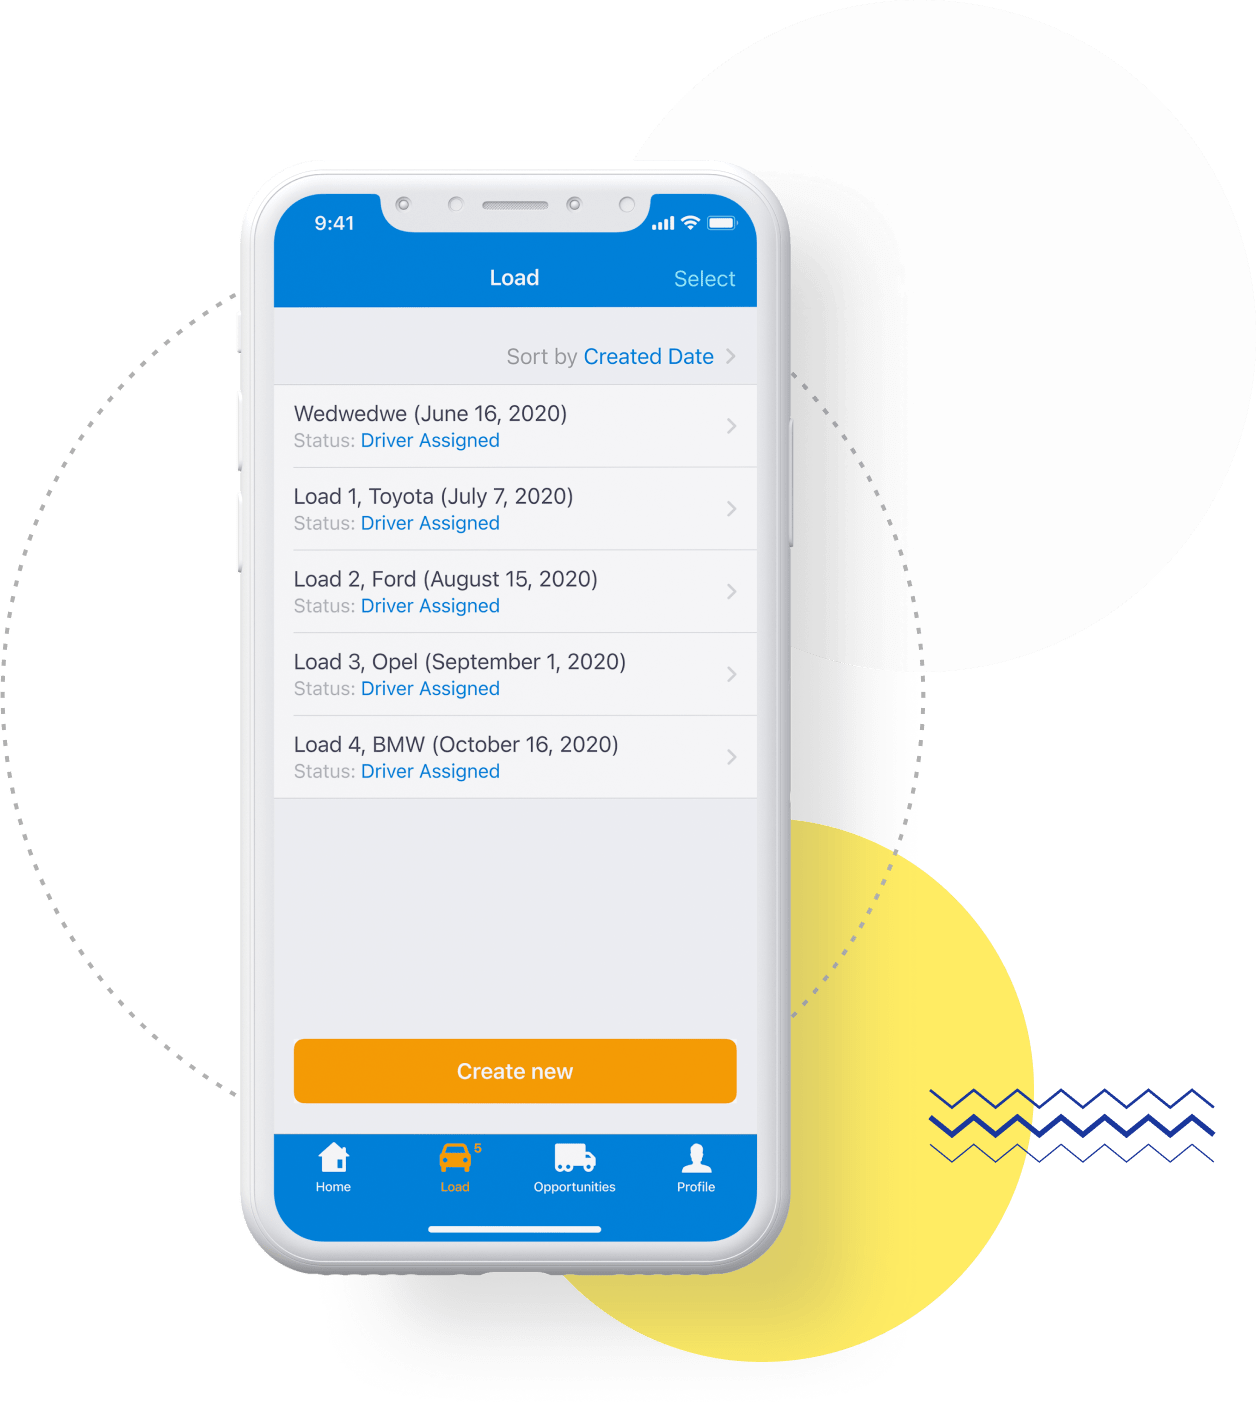 9:41
Load
Select
Sort by Created Date
Wedwedwe (June 16, 2020)
Status: Driver Assigned
Load 1, Toyota (July 7, 2020)
Status: Driver Assigned
Load 2, Ford (August 15, 2020)
Status: Driver Assigned
Load 3, Opel (September 1, 2020)
Status: Driver Assigned
Load 4, BMW (October 16, 2020)
Status: Driver Assigned
Create new
5
Home
Load
Opportunities
Profile